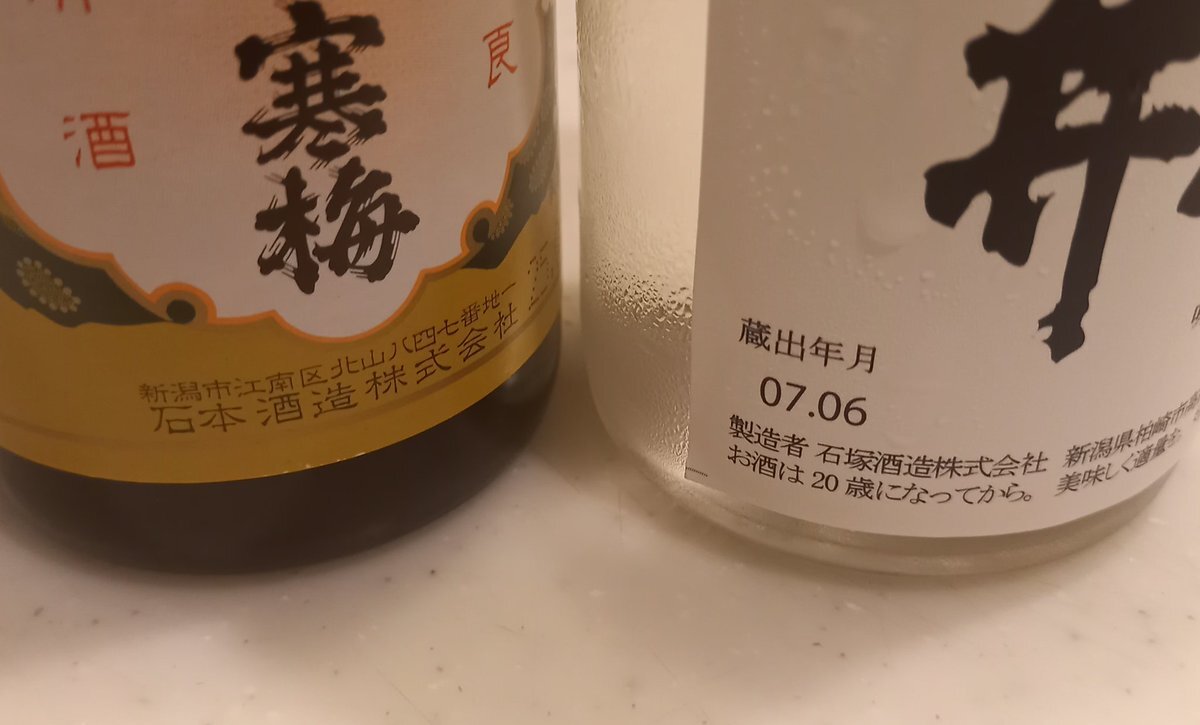 酒
寒梅
良
新潟市江南区北山八四七番地一
石本酒造株式会社
井
蔵出年月
07.06
製造者 石塚酒造株式会社 新潟県柏崎市高
お酒は20歳になってから。 美味しく適量を